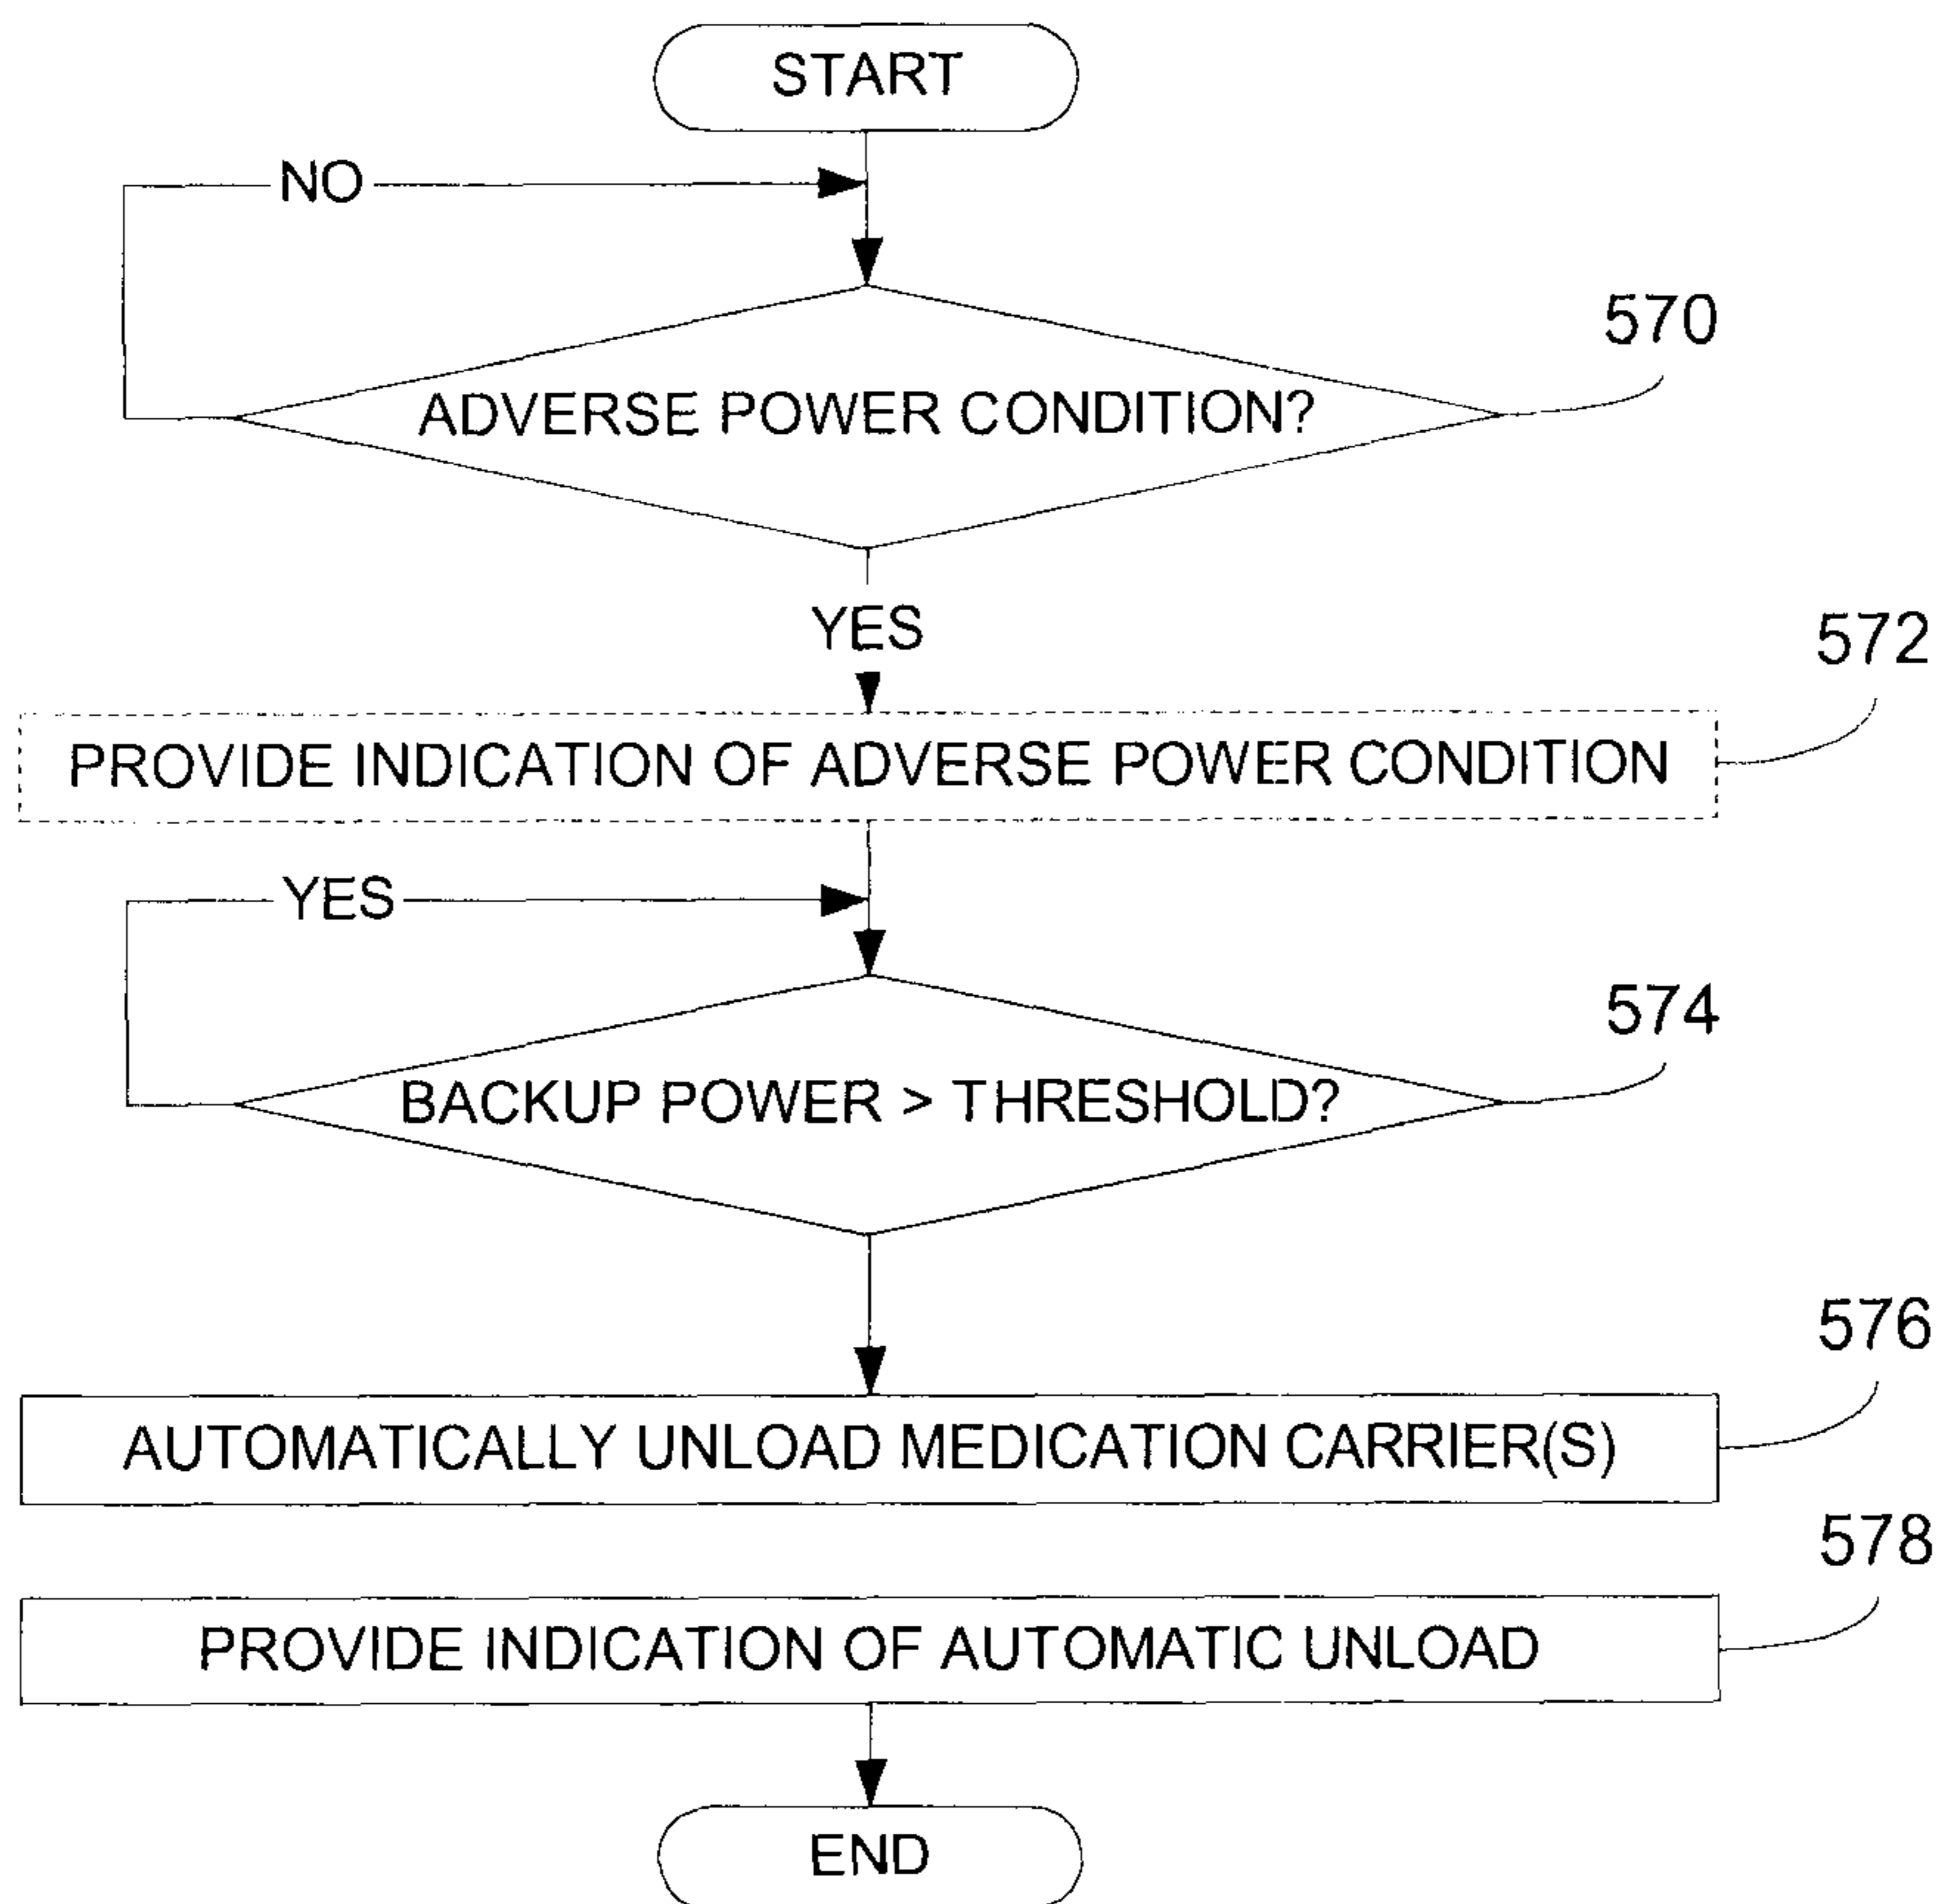 START
NO
570
ADVERSE POWER CONDITION?
YES
572
PROVIDE INDICATION OF ADVERSE POWER CONDITION
YES
574
BACKUP POWER > THRESHOLD?
576
AUTOMATICALLY UNLOAD MEDICATION CARRIER(S)
578
PROVIDE INDICATION OF AUTOMATIC UNLOAD
END